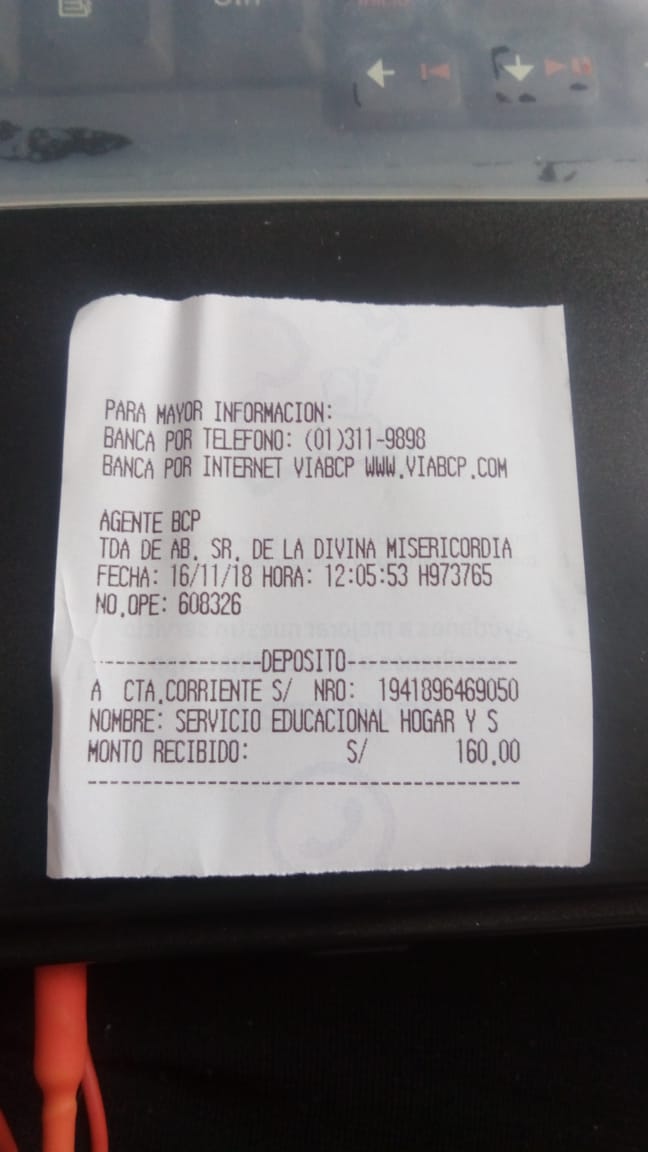 Inicio
PARA MAYOR INFORMACION:
BANCA POR TELEFONO: (01)311-9898
BANCA POR INTERNET VIABCP WWW.VIABCP.COM
AGENTE BCP
TDA DE AB. SR. DE LA DIVINA MISERICORDIA
FECHA: 16/11/18 HORA: 12:05:53 H973765
NO.OPE: 608326
----------------DEPOSITO----------------
A CTA.CORRIENTE S/ NRO: 1941896469050
NOMBRE: SERVICIO EDUCACIONAL HOGAR Y S
MONTO RECIBIDO: S/ 160.00
----------------------------------------